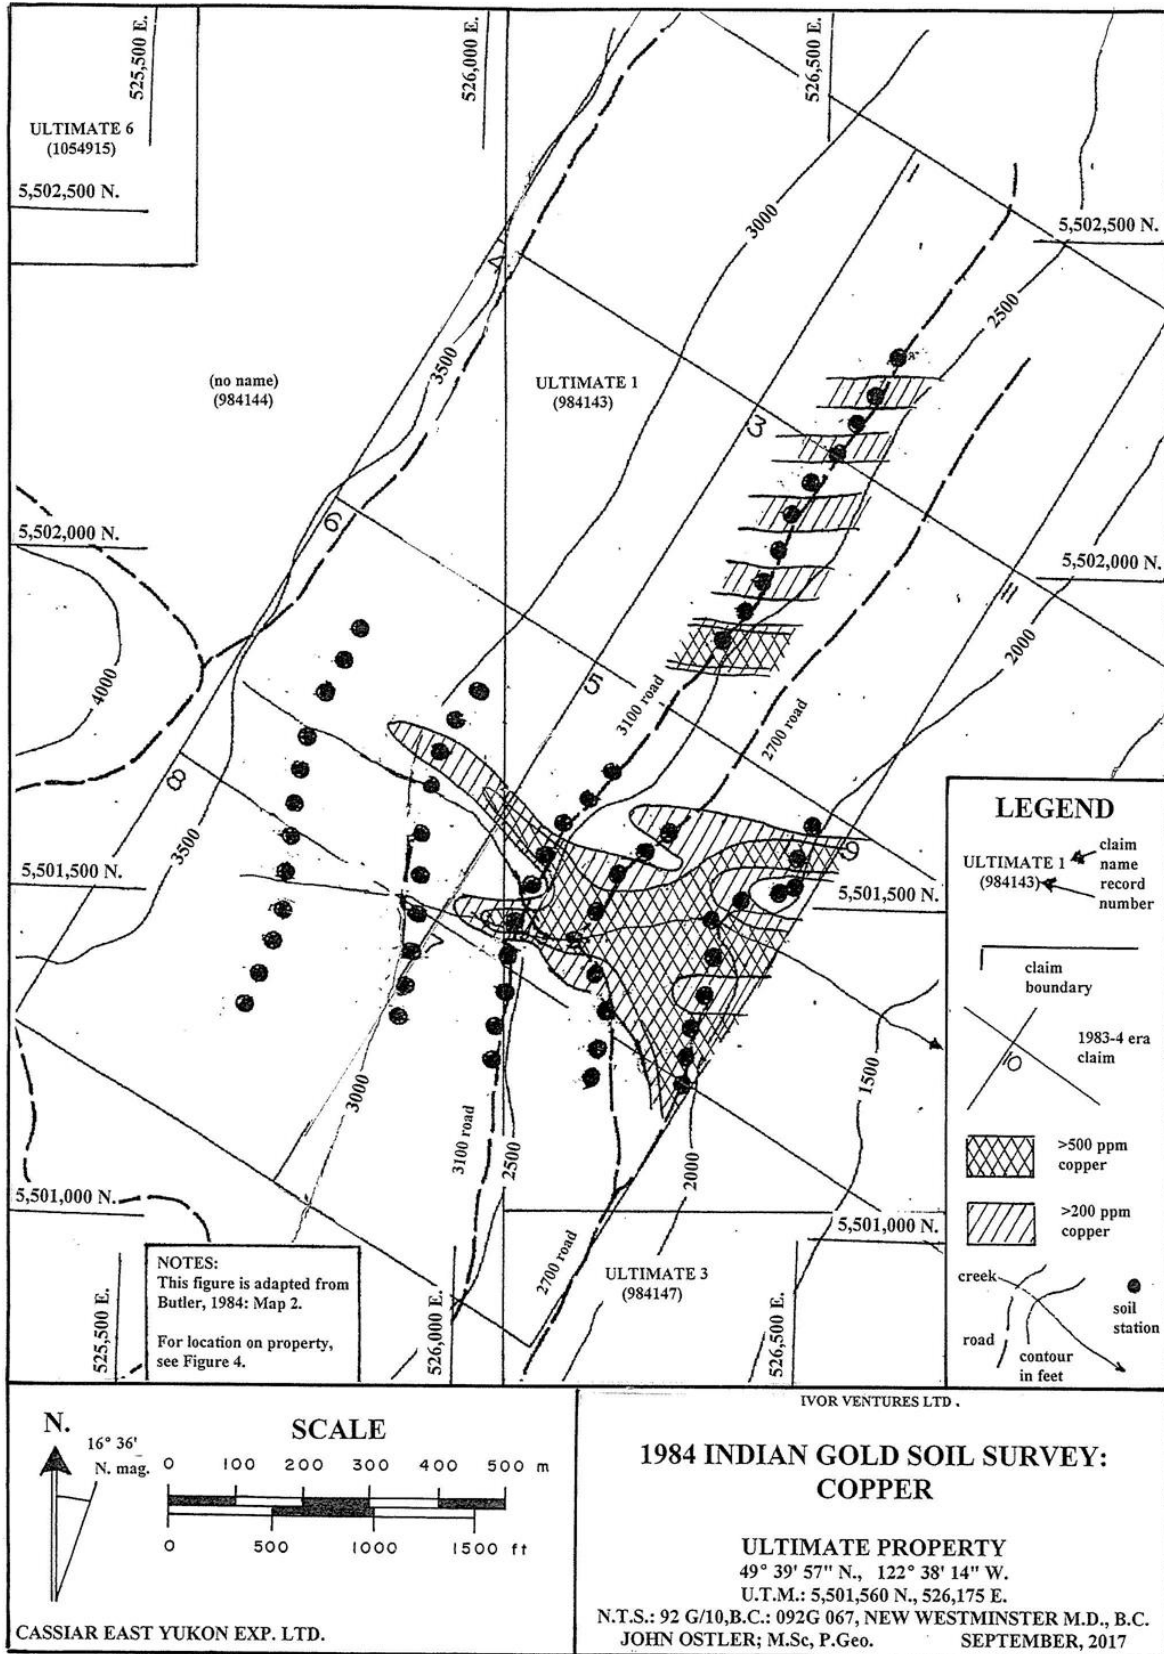 525,500 E.
526,000 E.
526,500 E.
ULTIMATE 6
(1054915)
5,502,500 N.
5,502,500 N.
3000
4
3500
2500
(no name)
(984144)
ULTIMATE 1
(984143)
3
6
5,502,000 N.
5,502,000 N.
2000
4000
5
3100 road
2700 road
8
3500
9
5,501,500 N.
5,501,500 N.
7
3000
3100 road
2500
2000
1500
5,501,000 N.
5,501,000 N.
2700 road
ULTIMATE 3
(984147)
525,500 E.
526,000 E.
526,500 E.
NOTES:
This figure is adapted from
Butler, 1984: Map 2.
For location on property,
see Figure 4.
LEGEND
ULTIMATE 1
(984143)
claim
name
record
number
claim
boundary
1983-4 era
claim
10
>500 ppm
copper
>200 ppm
copper
creek
road
contour
in feet
soil
station
N.
16° 36'
N. mag.
SCALE
0 100 200 300 400 500 m
0 500 1000 1500 ft
CASSIAR EAST YUKON EXP. LTD.
IVOR VENTURES LTD .
1984 INDIAN GOLD SOIL SURVEY:
COPPER
ULTIMATE PROPERTY
49° 39' 57" N., 122° 38' 14" W.
U.T.M.: 5,501,560 N., 526,175 E.
N.T.S.: 92 G/10,B.C.: 092G 067, NEW WESTMINSTER M.D., B.C.
JOHN OSTLER; M.Sc, P.Geo. SEPTEMBER, 2017